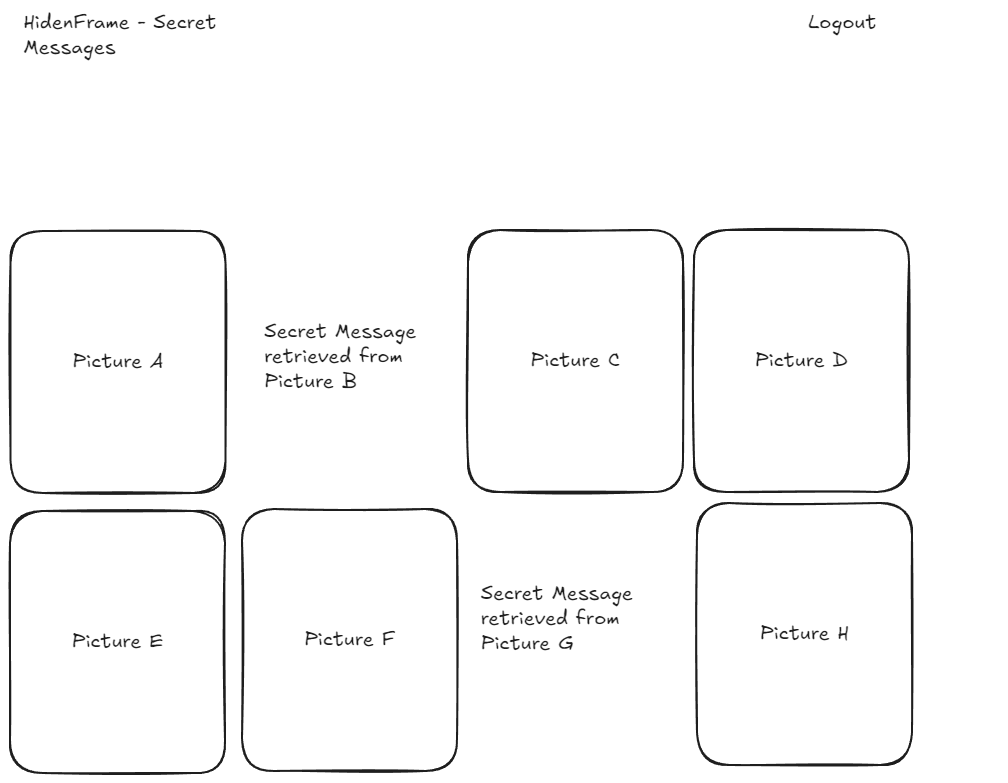 HidenFrame - Secret
Messages
Logout
Picture A
Secret Message
retrieved from
Picture B
Picture C
Picture D
Picture E
Picture F
Secret Message
retrieved from
Picture G
Picture H